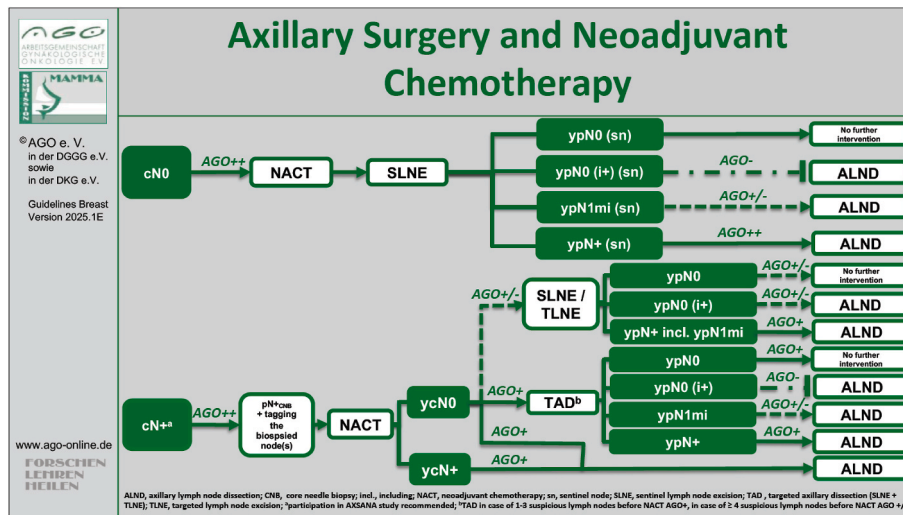 Axillary Surgery and Neoadjuvant
Chemotherapy
AGO
ARBEITSGEMEINSCHAFT
GYNÄKOLOGISCHE
ONKOLOGIE E.V.
KOMMISSION
MAMMA
© AGO e. V.
in der DGGG e.V.
sowie
in der DKG e.V.
Guidelines Breast
Version 2025.1E
www.ago-online.de
FORSCHEN
LEHREN
HEILEN
cN0
AGO++
NACT
SLNE
ypN0 (sn)
No further
intervention
ypN0 (i+) (sn)
AGO-
ALND
ypN1mi (sn)
AGO+/-
ALND
ypN+ (sn)
AGO++
ALND
AGO+/-
SLNE /
TLNE
ypN0
AGO+/-
No further
intervention
ypN0 (i+)
AGO+/-
ALND
ypN+ incl. ypN1mi
AGO+
ALND
cN+ᵃ
AGO++
pN+CNB
+ tagging
the
biospsied
node(s)
NACT
ycN0
AGO+
TADᵇ
ypN0
AGO+
No further
intervention
ypN0 (i+)
AGO-
ALND
ypN1mi
AGO+/-
ALND
ypN+
AGO+
ALND
AGO+
ycN+
AGO+
ALND
ALND, axillary lymph node dissection; CNB, core needle biopsy; incl., including; NACT, neoadjuvant chemotherapy; sn, sentinel node; SLNE, sentinel lymph node excision; TAD , targeted axillary dissection (SLNE +
TLNE); TLNE, targeted lymph node excision; ᵃparticipation in AXSANA study recommended; ᵇTAD in case of 1-3 suspicious lymph nodes before NACT AGO+, in case of ≥ 4 suspicious lymph nodes before NACT AGO +/